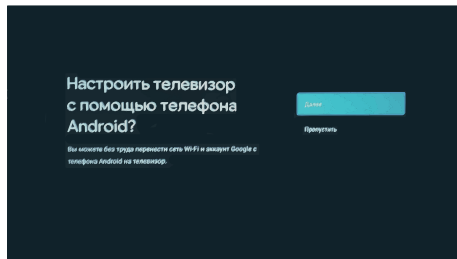 Настроить телевизор
с помощью телефона
Android?
Вы можете без труда перенести сеть Wi-Fi и аккаунт Google с
телефона Android на телевизор.
Далее
Пропустить